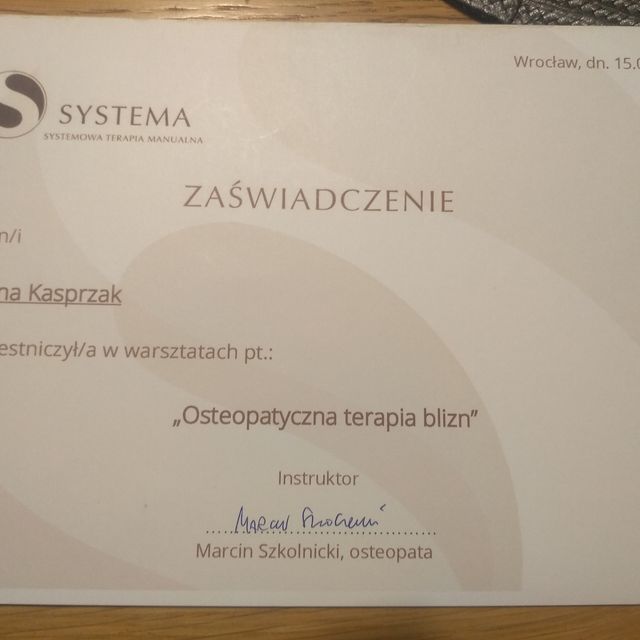 Wrocław, dn. 15.0
SYSTEMA
SYSTEMOWA TERAPIA MANUALNA
ZAŚWIADCZENIE
n/i
na Kasprzak
estniczył/a w warsztatach pt.:
„Osteopatyczna terapia blizn”
Instruktor
Marcin Szkolnicki, osteopata